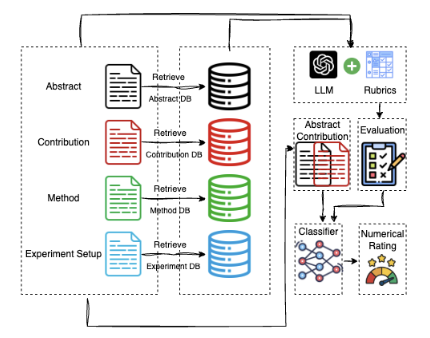 Abstract
Retrieve
Abstract DB
Contribution
Retrieve
Contribution DB
Method
Retrieve
Method DB
Experiment Setup
Retrieve
Experiment DB
LLM
Rubrics
Abstract
Contribution
Evaluation
Classifier
Numerical
Rating